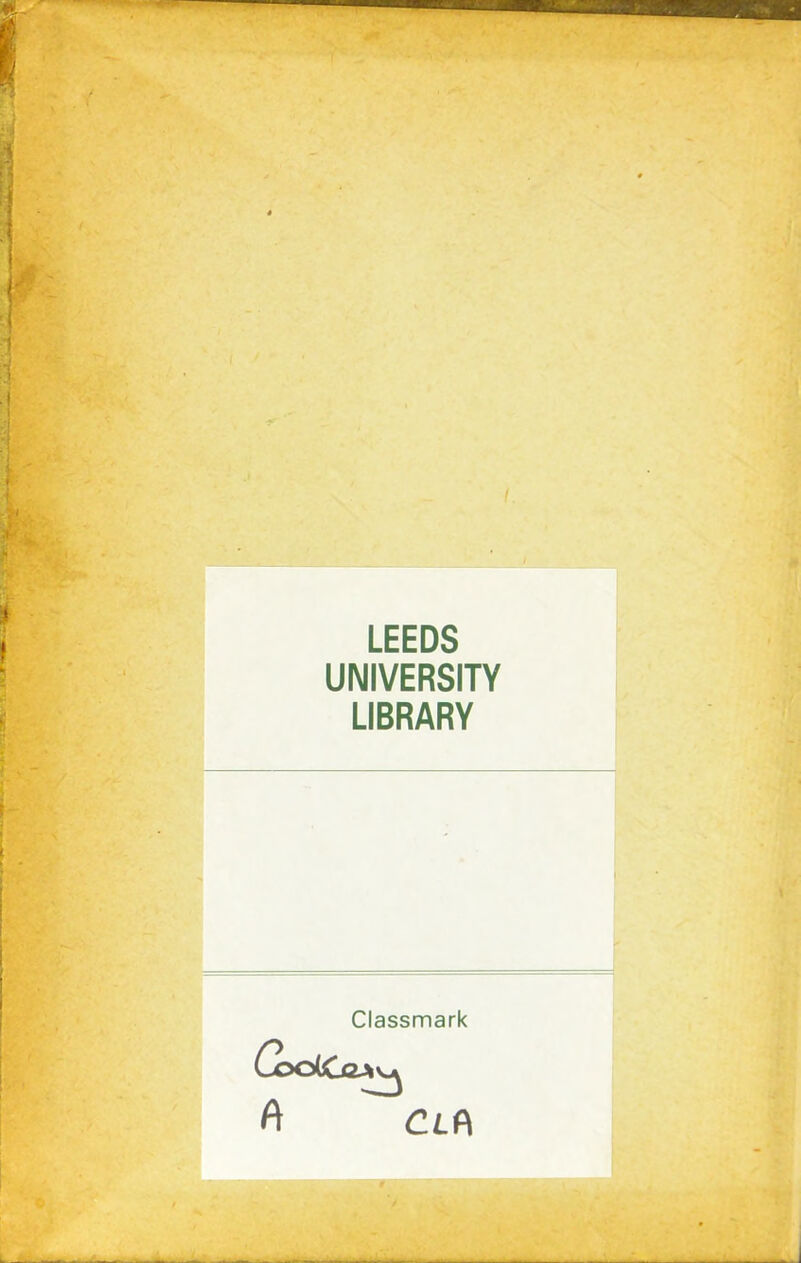 LEEDS
UNIVERSITY
LIBRARY
Classmark
Cookery
A CLA